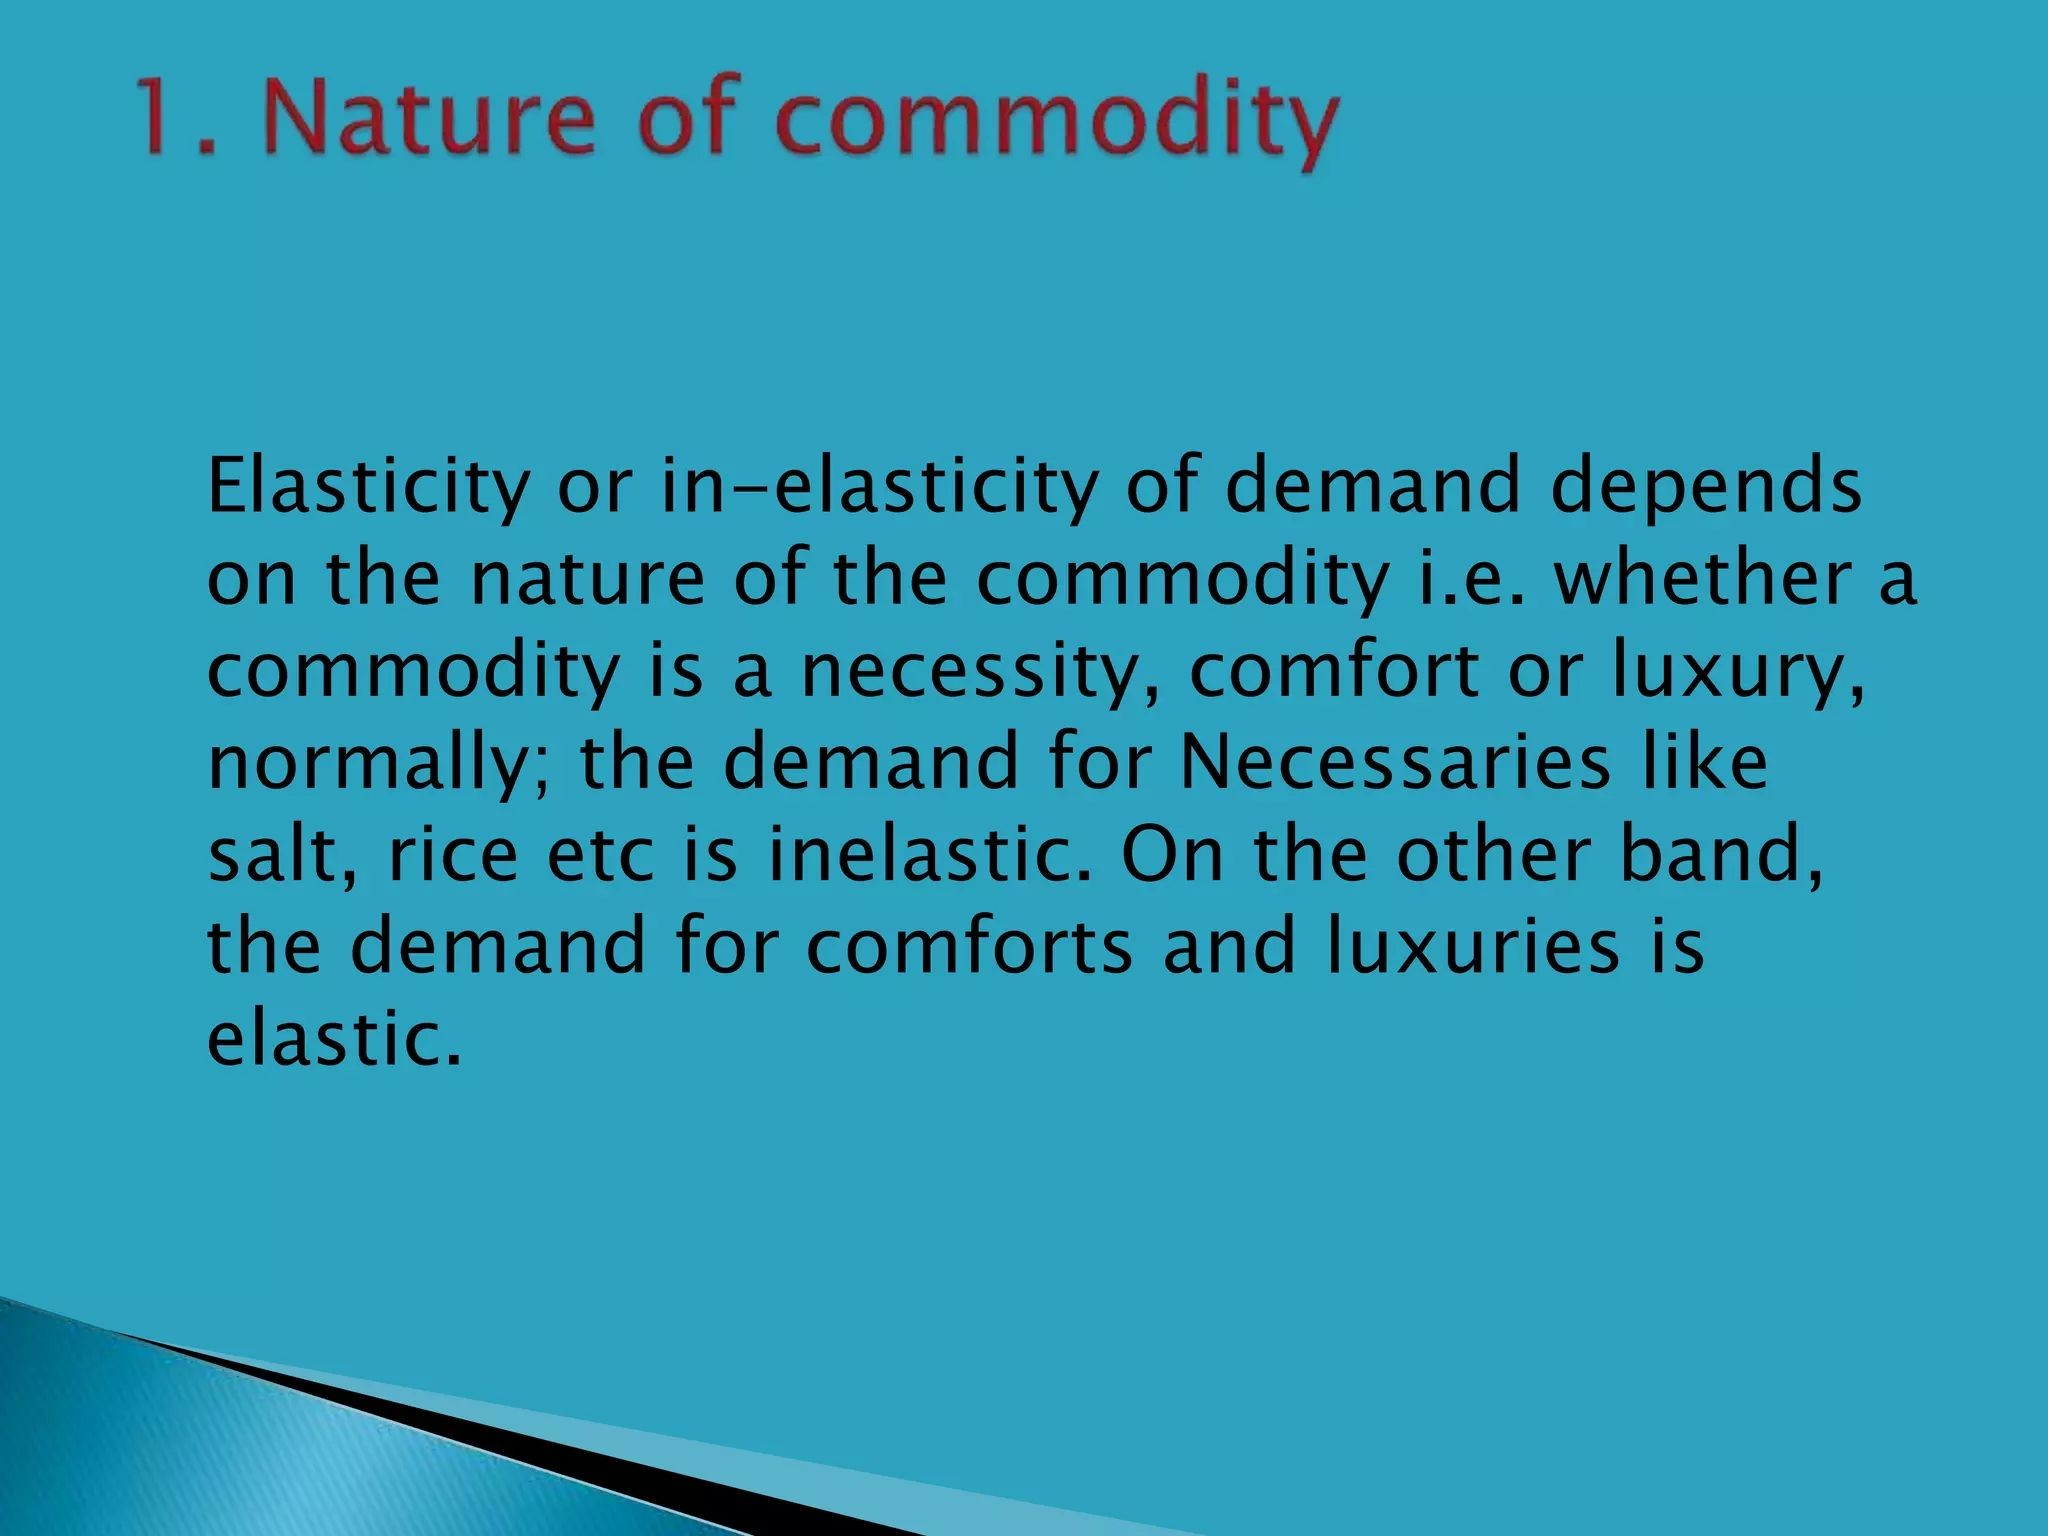 1. Nature of commodity
Elasticity or in-elasticity of demand depends
on the nature of the commodity i.e. whether a
commodity is a necessity, comfort or luxury,
normally; the demand for Necessaries like
salt, rice etc is inelastic. On the other band,
the demand for comforts and luxuries is
elastic.